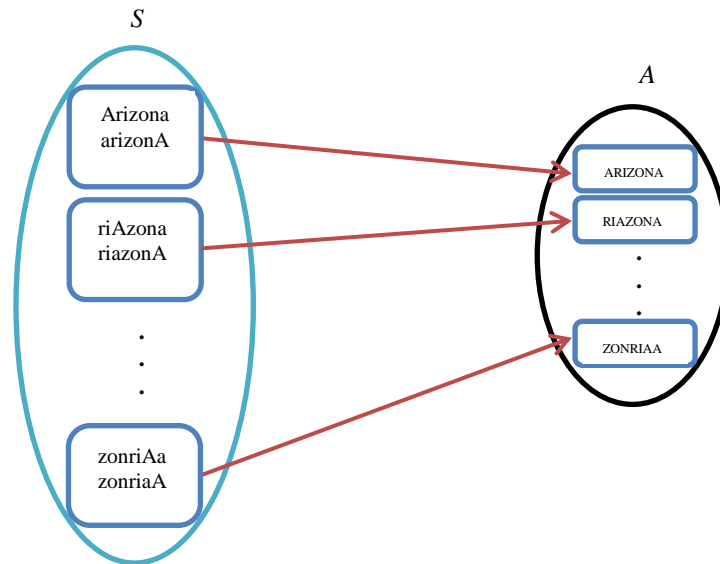 S
A
Arizona
arizonA
ARIZONA
riAzona
riazonA
RIAZONA
.
.
.
.
.
.
zonriAa
zonriaA
ZONRIAA